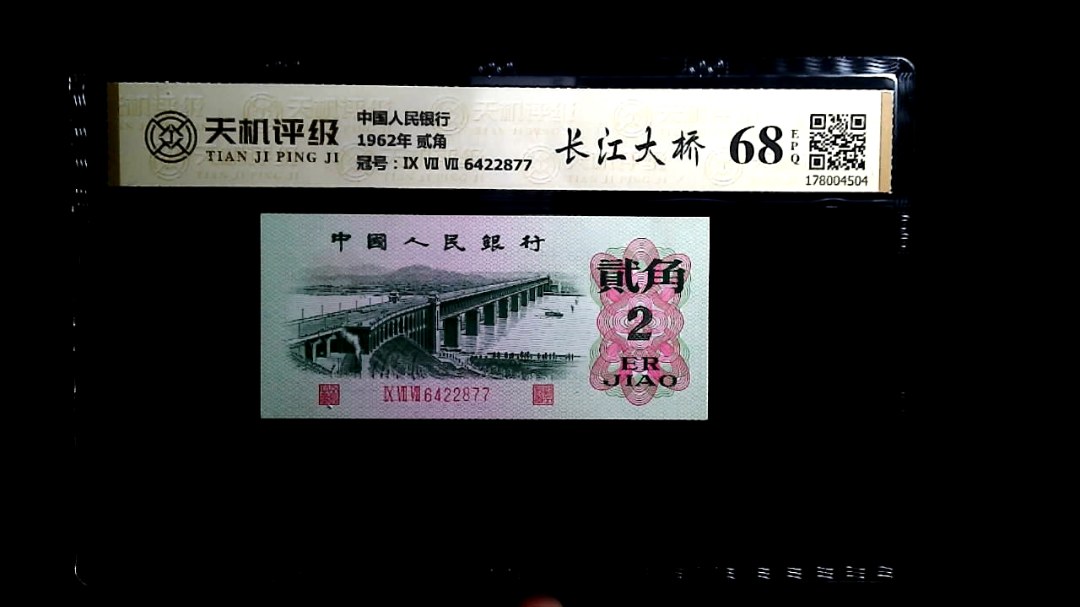 天机评级
TIAN JI PING JI
中国人民银行
1962年 贰角
冠号：Ⅸ Ⅶ Ⅶ 6422877
长江大桥
68
EPQ
178004504
中國人民銀行
貳角
2
ER
JIAO
Ⅸ Ⅶ Ⅶ 6422877